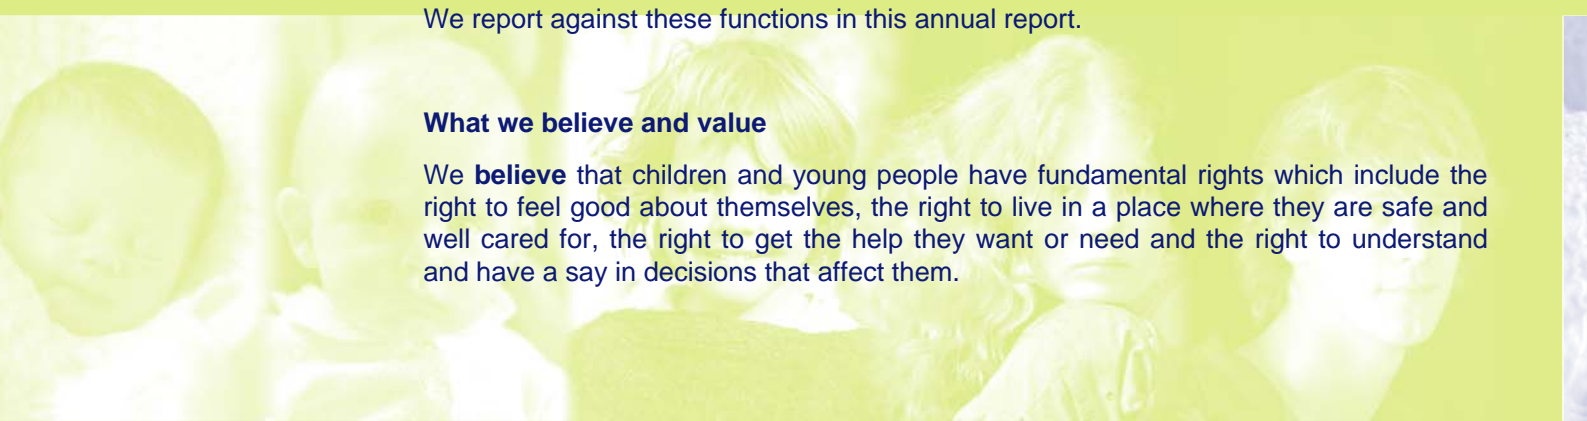 We report against these functions in this annual report.
What we believe and value
We believe that children and young people have fundamental rights which include the
right to feel good about themselves, the right to live in a place where they are safe and
well cared for, the right to get the help they want or need and the right to understand
and have a say in decisions that affect them.